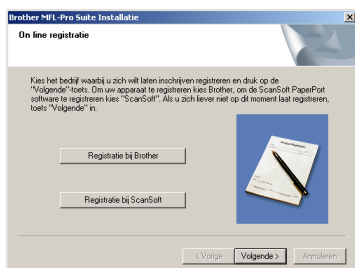 Brother MFL-Pro Suite Installatie
On line registratie
Kies het bedrijf waarbij u zich wilt laten inschrijven registreren en druk op de
"Volgende"-toets. Om uw apparaat te registreren kies Brother, om de ScanSoft PaperPort
software te registreren kies "ScanSoft". Als u zich liever niet op dit moment laat registreren,
toets "Volgende" in.
Product Registration
Registratie bij Brother
Registratie bij ScanSoft
< Vorige
Volgende >
Annuleren